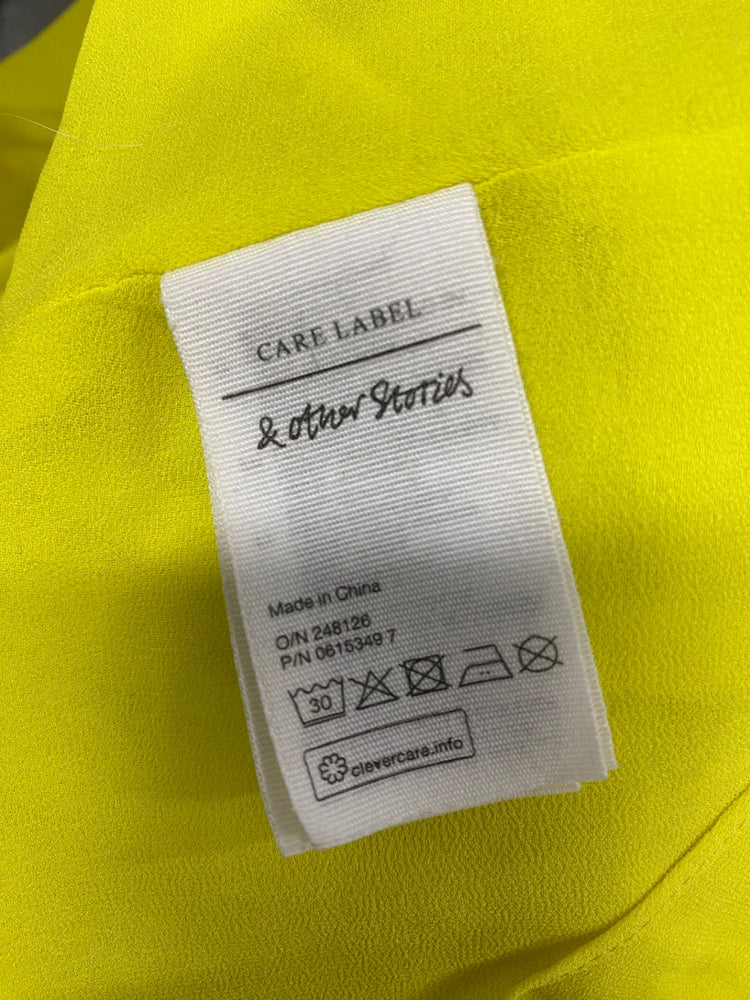 CARE LABEL
& other Stories
Made in China
O/N 248126
P/N 0615349 7
30
clevercare.info